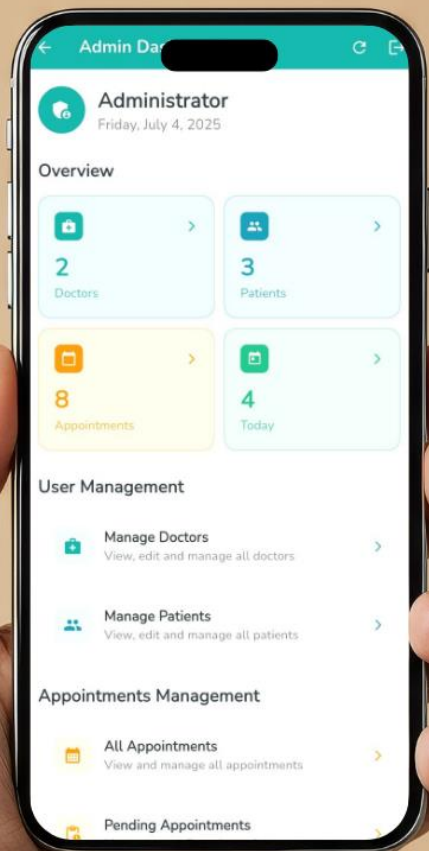 Admin Das
Administrator
Friday, July 4, 2025
Overview
2
Doctors
3
Patients
8
Appointments
4
Today
User Management
Manage Doctors
View, edit and manage all doctors
Manage Patients
View, edit and manage all patients
Appointments Management
All Appointments
View and manage all appointments
Pending Appointments